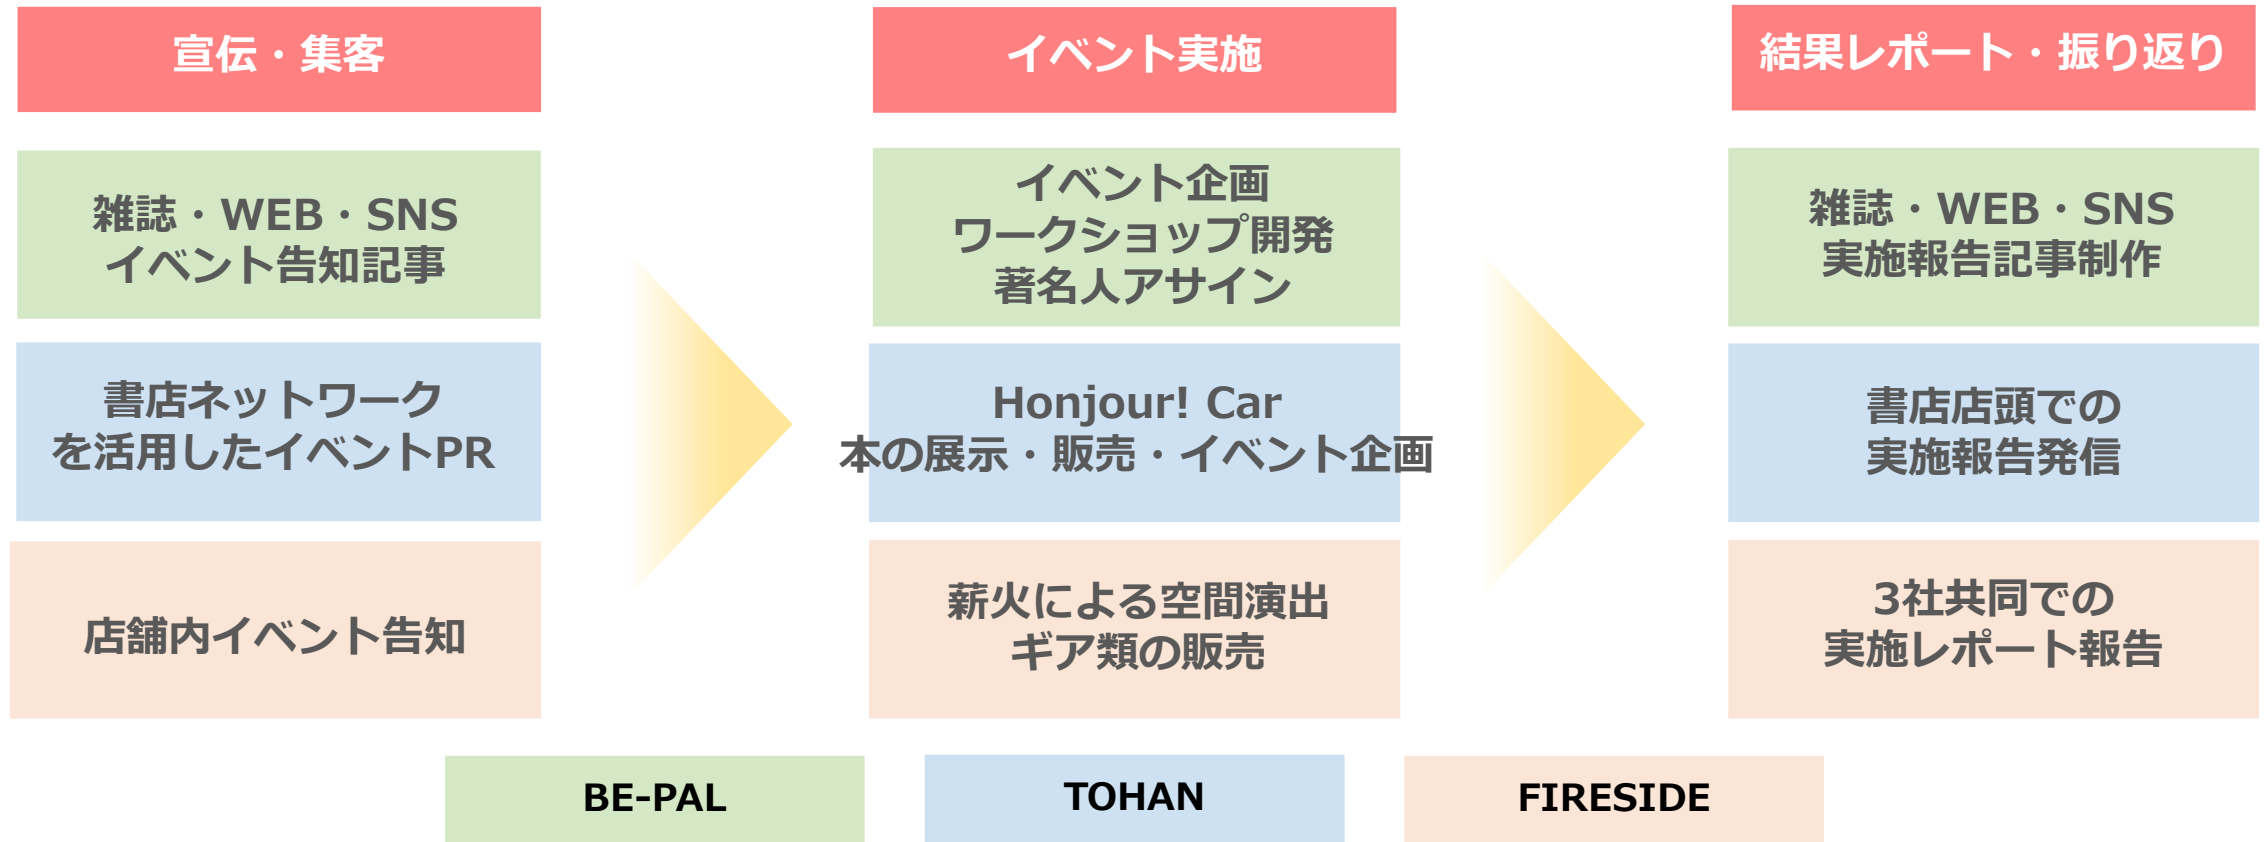 宣伝・集客
イベント実施
結果レポート・振り返り
雑誌・WEB・SNS
イベント告知記事
イベント企画
ワークショップ開発
著名人アサイン
雑誌・WEB・SNS
実施報告記事制作
書店ネットワーク
を活用したイベントPR
Honjour! Car
本の展示・販売・イベント企画
書店店頭での
実施報告発信
店舗内イベント告知
薪火による空間演出
ギア類の販売
3社共同での
実施レポート報告
BE-PAL
TOHAN
FIRESIDE